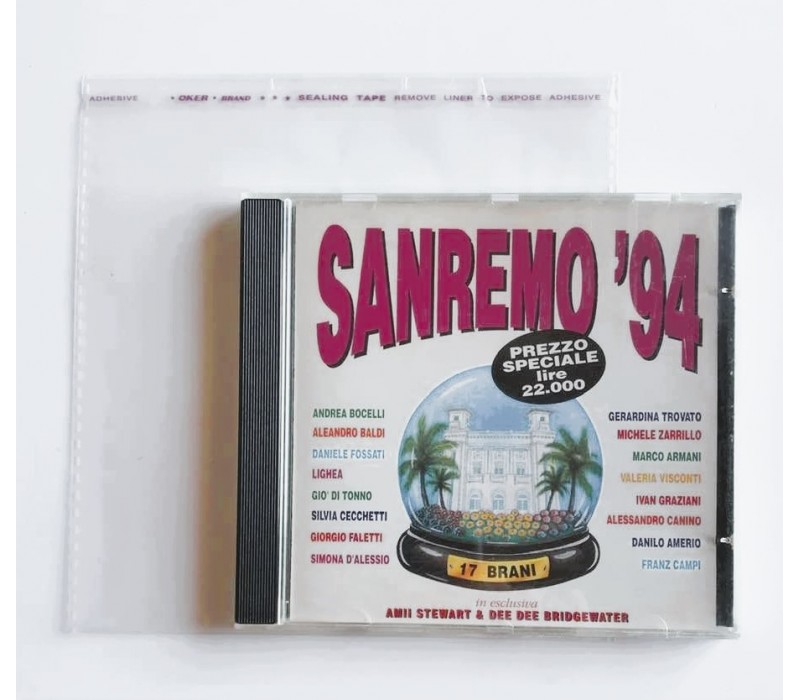 ADHESIVE • OKER • BRAND • • • SEALING TAPE REMOVE LINER TO EXPOSE ADHESIVE
SANREMO '94
PREZZO
SPECIALE
lire
22.000
ANDREA BOCELLI
ALEANDRO BALDI
DANIELE FOSSATI
LIGHEA
GIO' DI TONNO
SILVIA CECCHETTI
GIORGIO FALETTI
SIMONA D'ALESSIO
GERARDINA TROVATO
MICHELE ZARRILLO
MARCO ARMANI
VALERIA VISCONTI
IVAN GRAZIANI
ALESSANDRO CANINO
DANILO AMERIO
FRANZ CAMPI
17 BRANI
in esclusiva
AMII STEWART & DEE DEE BRIDGEWATER